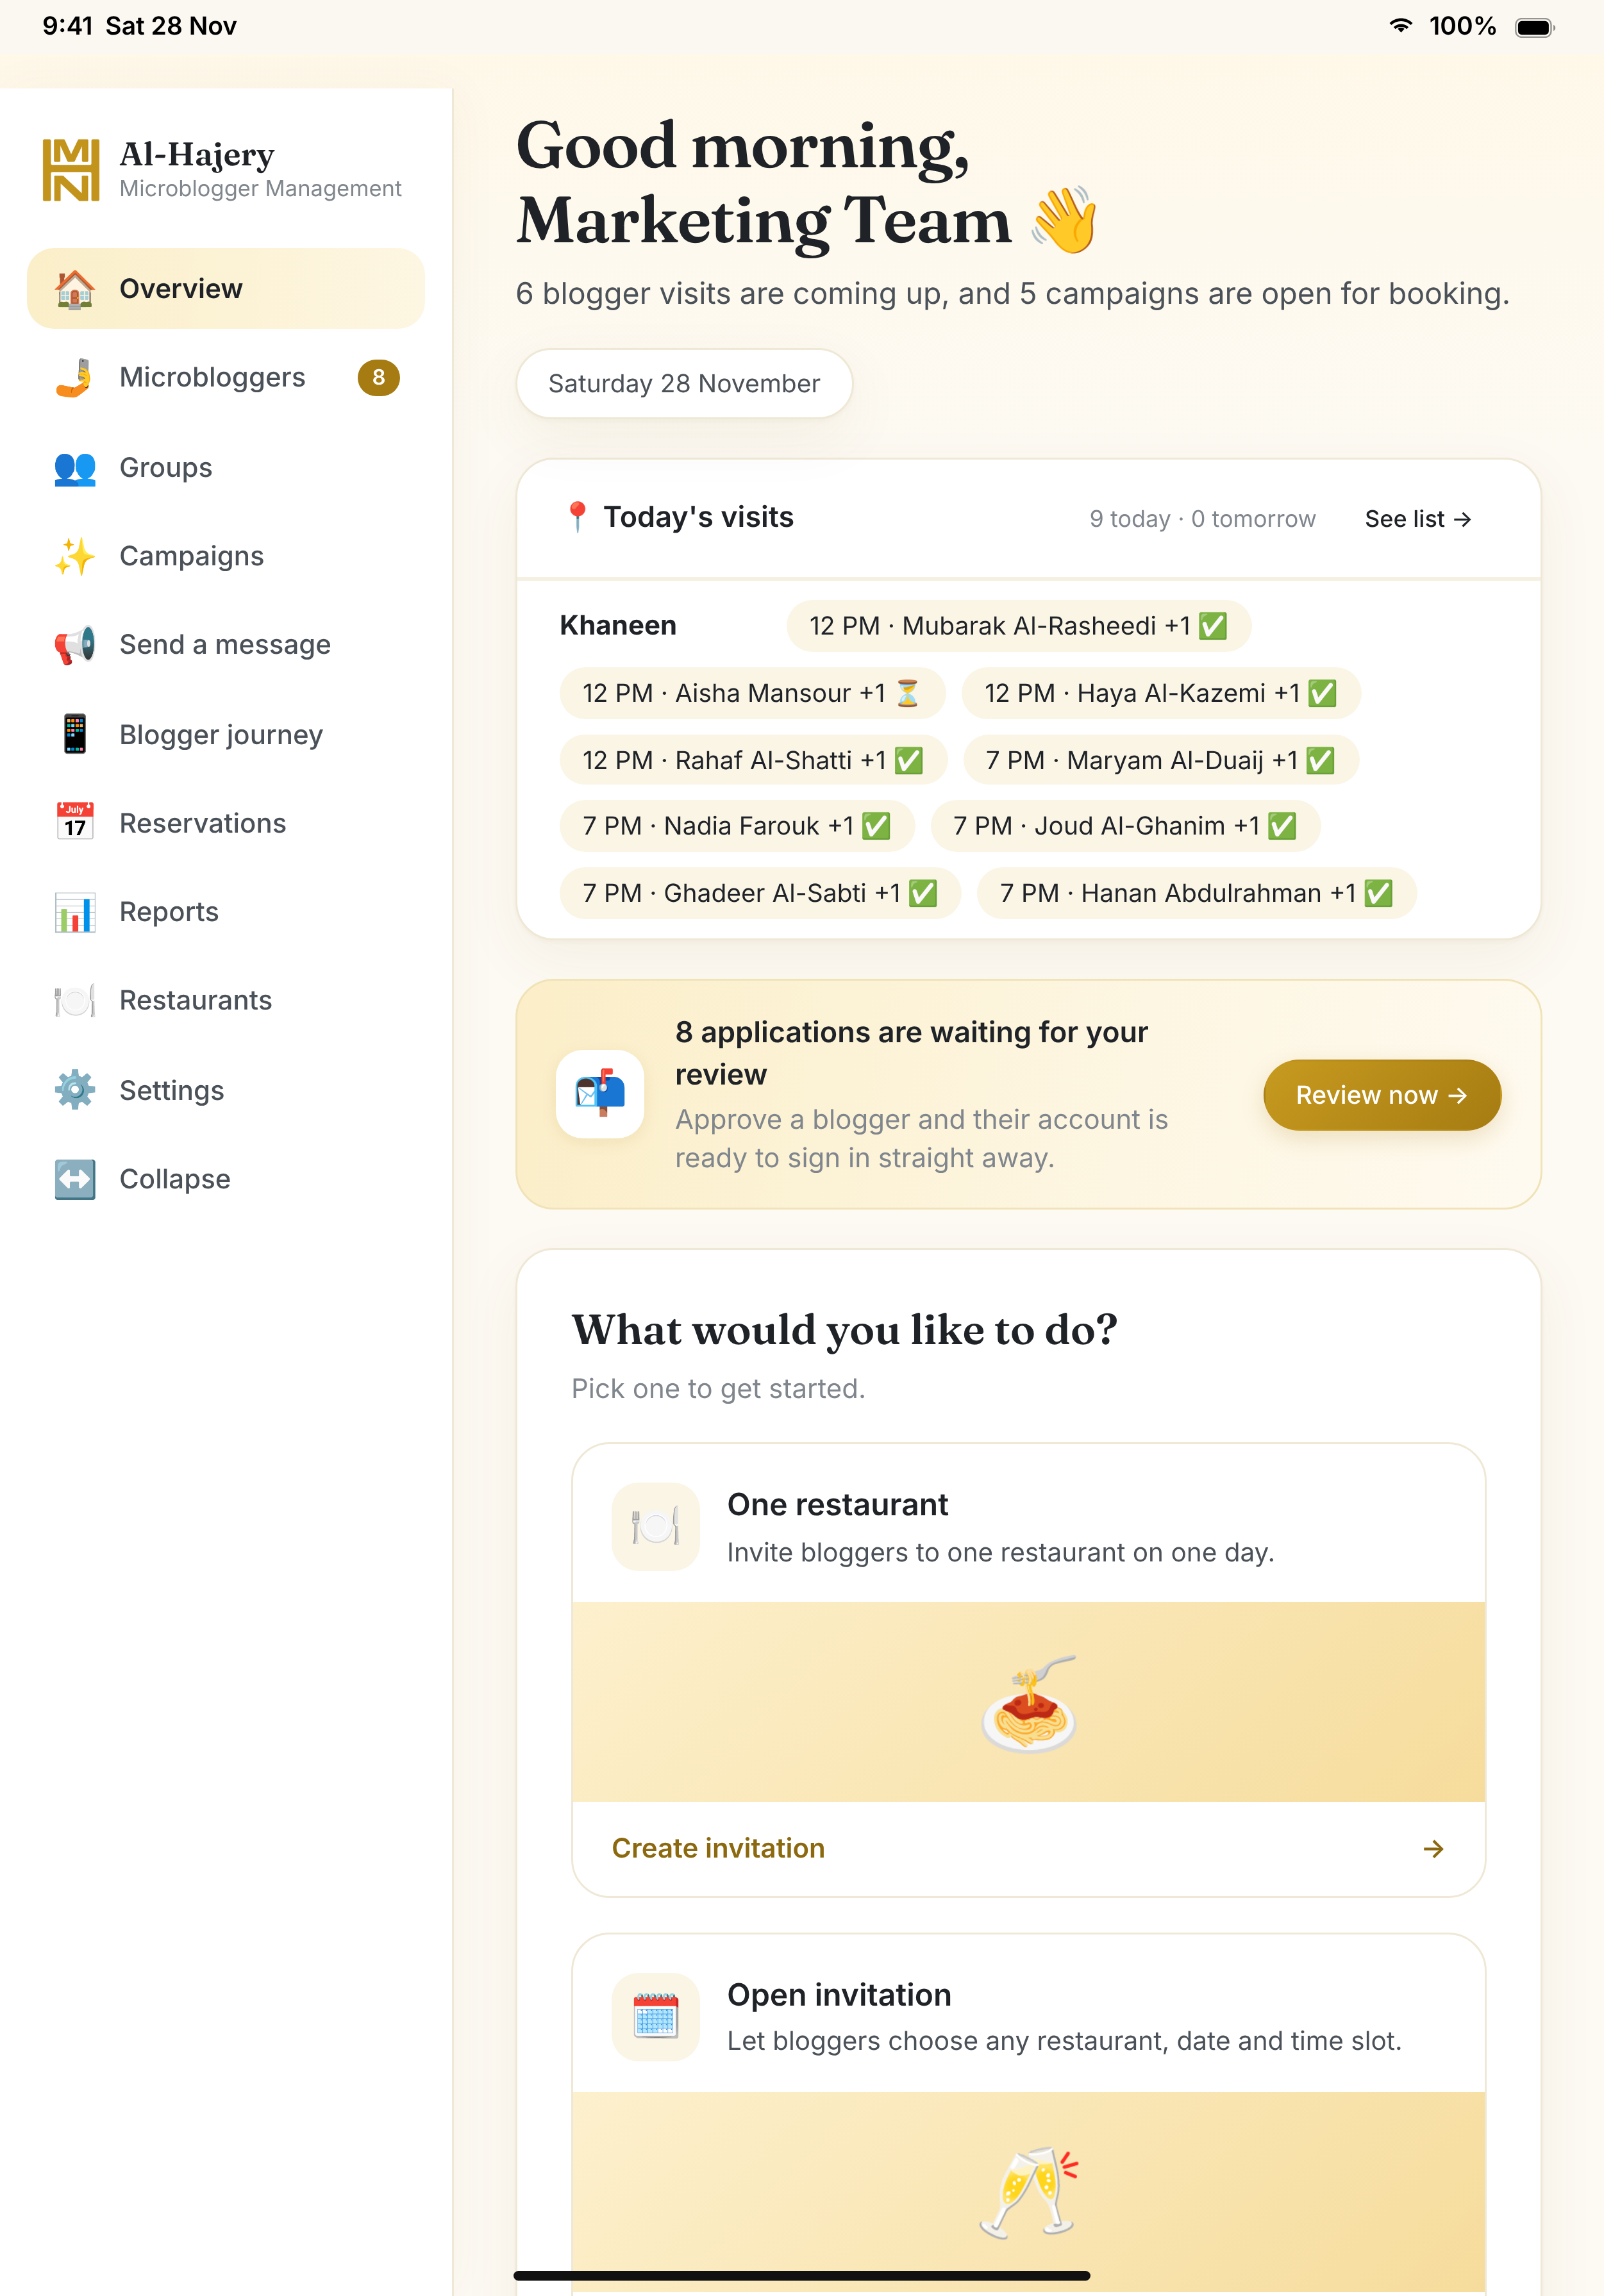 9:41 Sat 28 Nov
100%
Al-Hajery
Microblogger Management
Overview
Microbloggers 8
Groups
Campaigns
Send a message
Blogger journey
Reservations
Reports
Restaurants
Settings
Collapse
Good morning,
Marketing Team 👋
6 blogger visits are coming up, and 5 campaigns are open for booking.
Saturday 28 November
📍 Today's visits
9 today · 0 tomorrow
See list →
Khaneen
12 PM · Mubarak Al-Rasheedi +1 ✅
12 PM · Aisha Mansour +1 ⏳
12 PM · Haya Al-Kazemi +1 ✅
12 PM · Rahaf Al-Shatti +1 ✅
7 PM · Maryam Al-Duaij +1 ✅
7 PM · Nadia Farouk +1 ✅
7 PM · Joud Al-Ghanim +1 ✅
7 PM · Ghadeer Al-Sabti +1 ✅
7 PM · Hanan Abdulrahman +1 ✅
8 applications are waiting for your
review
Approve a blogger and their account is
ready to sign in straight away.
Review now →
What would you like to do?
Pick one to get started.
One restaurant
Invite bloggers to one restaurant on one day.
Create invitation →
Open invitation
Let bloggers choose any restaurant, date and time slot.